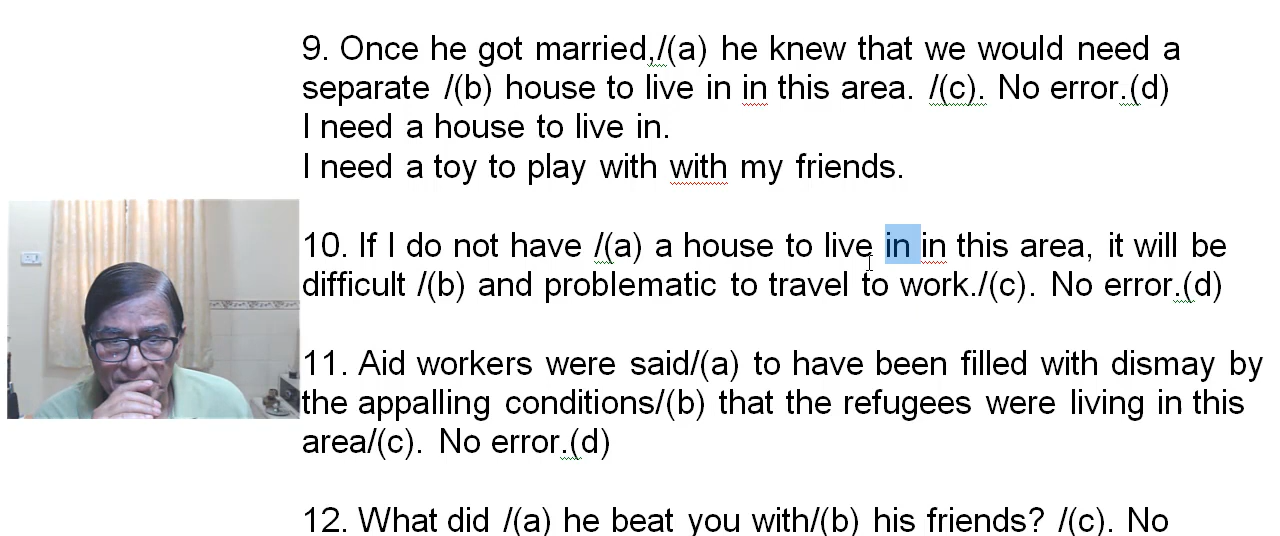 9. Once he got married,/(a) he knew that we would need a
separate /(b) house to live in in this area. /(c). No error.(d)
I need a house to live in.
I need a toy to play with with my friends.
10. If I do not have /(a) a house to live in in this area, it will be
difficult /(b) and problematic to travel to work./(c). No error.(d)
11. Aid workers were said/(a) to have been filled with dismay by
the appalling conditions/(b) that the refugees were living in this
area/(c). No error.(d)
12. What did /(a) he beat you with/(b) his friends? /(c). No